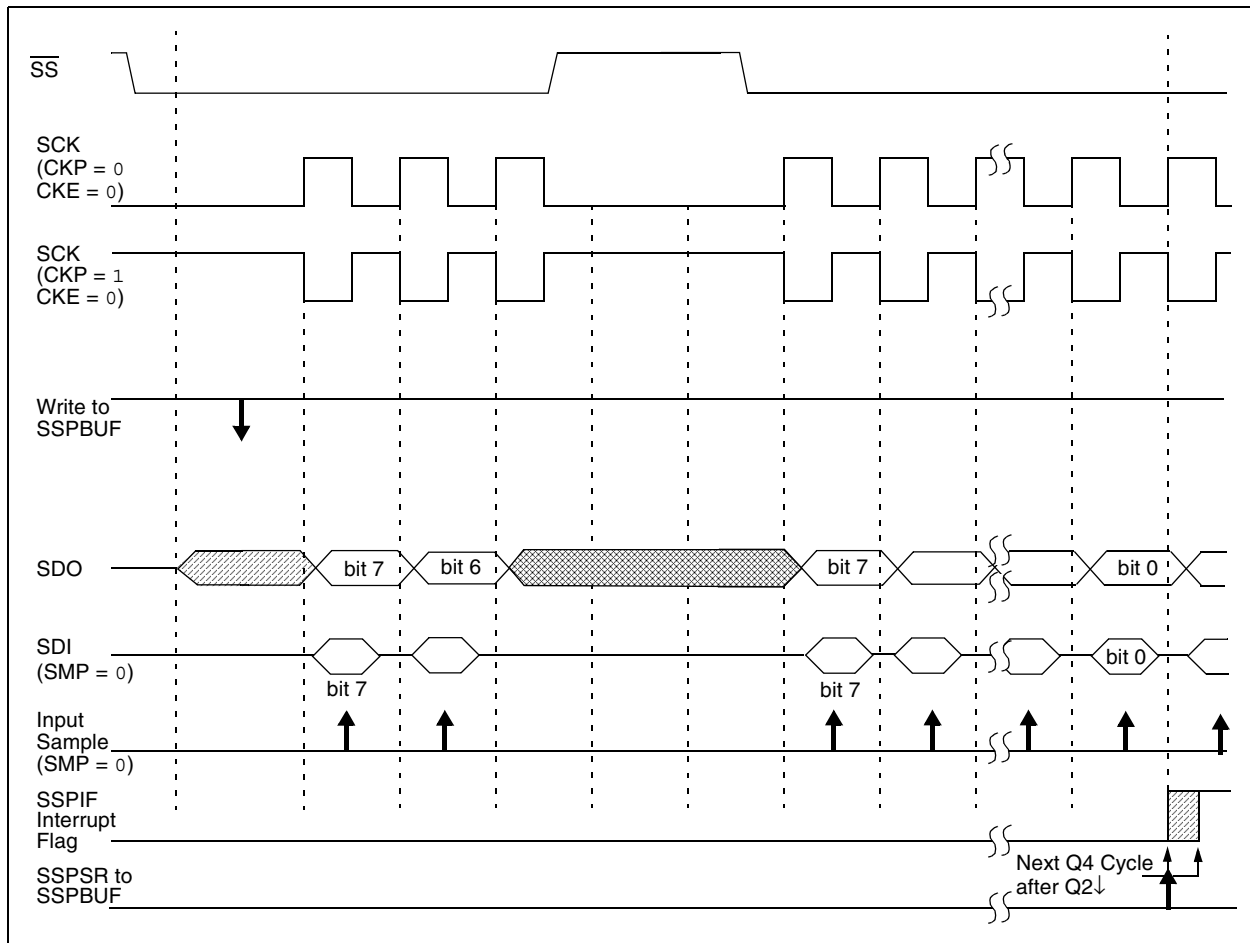 SS
SCK
(CKP = 0
CKE = 0)
SCK
(CKP = 1
CKE = 0)
Write to
SSPBUF
SDO
bit 7
bit 6
bit 7
bit 0
SDI
(SMP = 0)
bit 7
bit 7
bit 0
Input
Sample
(SMP = 0)
SSPIF
Interrupt
Flag
Next Q4 Cycle
after Q2↓
SSPSR to
SSPBUF